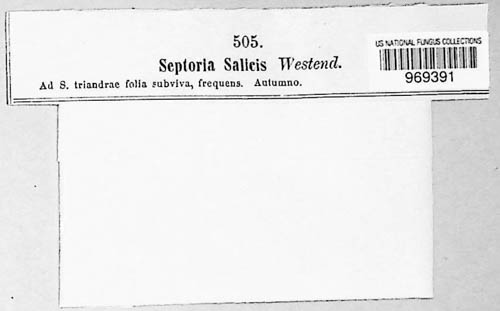 505.
Septoria Salicis Westend.
Ad S. triandrae folia subviva, frequens. Autumno.
US NATIONAL FUNGUS COLLECTIONS
969391